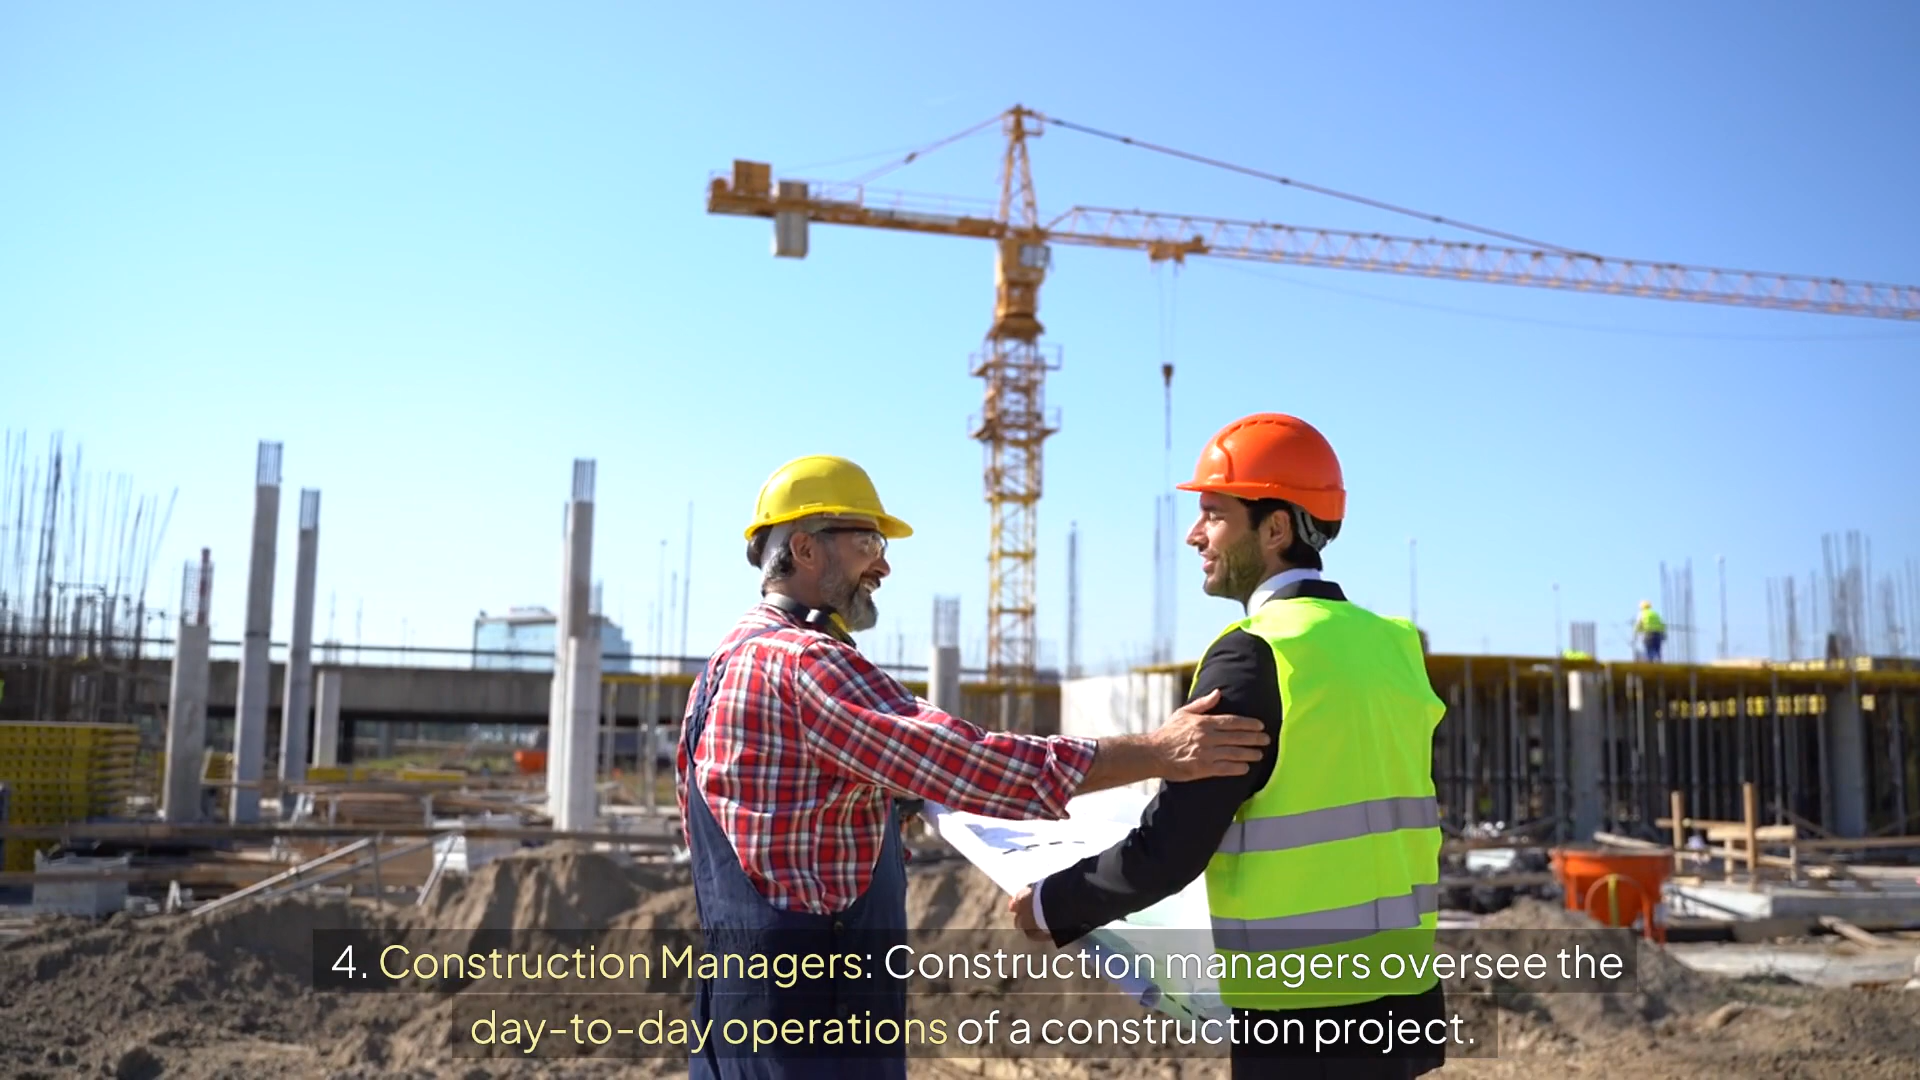 4. Construction Managers: Construction managers oversee the
day-to-day operations of a construction project.